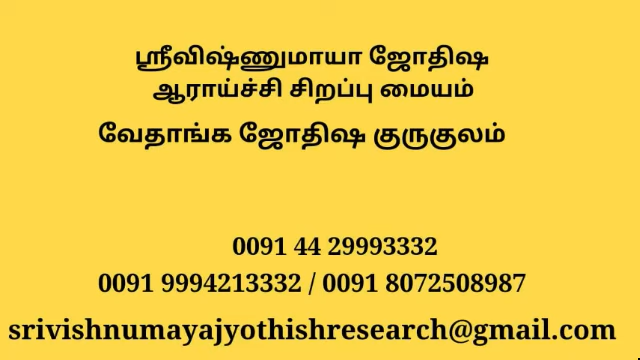 ஸ்ரீவிஷ்ணுமாயா ஜோதிஷ
ஆராய்ச்சி சிறப்பு மையம்
வேதாங்க ஜோதிஷ குருகுலம்
0091 44 29993332
0091 9994213332 / 0091 8072508987
srivishnumayajyothishresearch@gmail.com